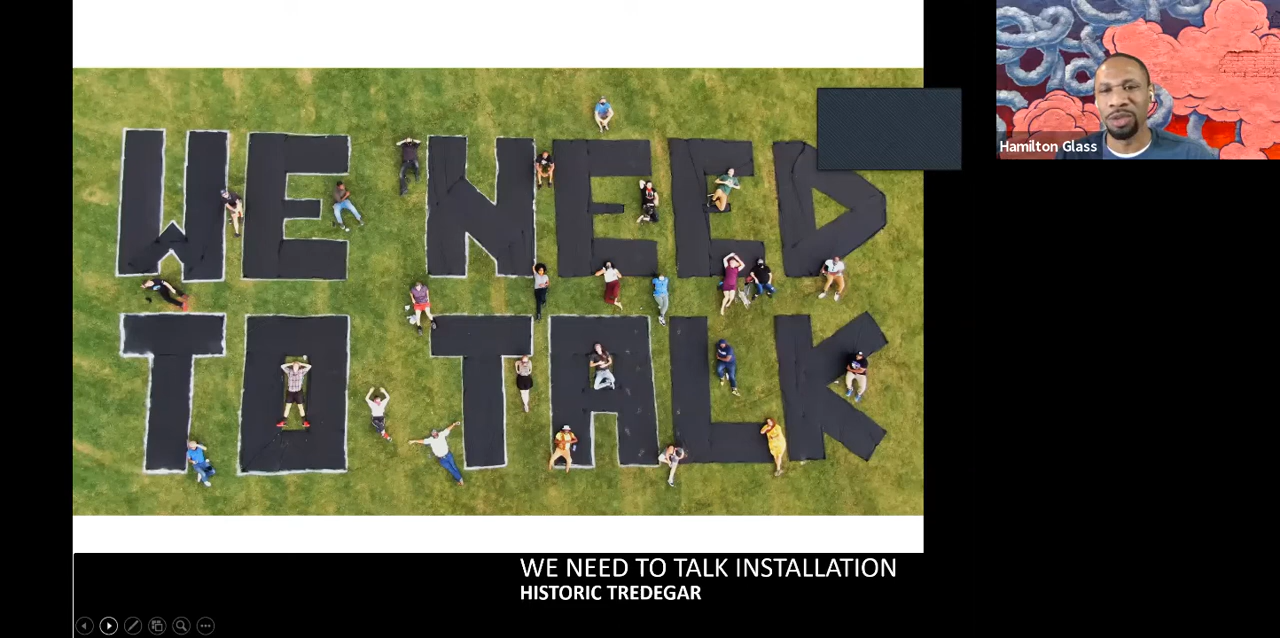 WE NEED
TO TALK
Hamilton Glass
WE NEED TO TALK INSTALLATION
HISTORIC TREDEGAR